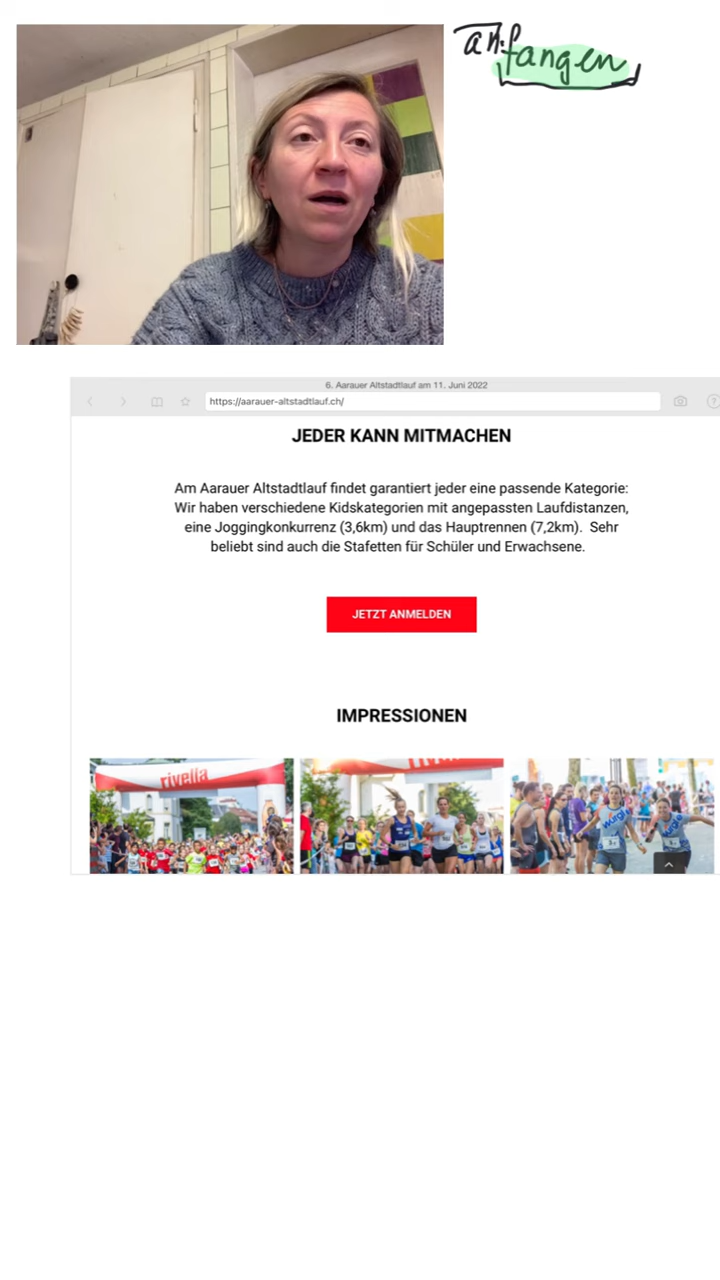 an.fangen
6. Aarauer Altstadtlauf am 11. Juni 2022
https://aarauer-altstadtlauf.ch/
?
JEDER KANN MITMACHEN
Am Aarauer Altstadtlauf findet garantiert jeder eine passende Kategorie:
Wir haben verschiedene Kidskategorien mit angepassten Laufdistanzen,
eine Joggingkonkurrenz (3,6km) und das Hauptrennen (7,2km). Sehr
beliebt sind auch die Stafetten für Schüler und Erwachsene.
JETZT ANMELDEN
IMPRESSIONEN
rivella